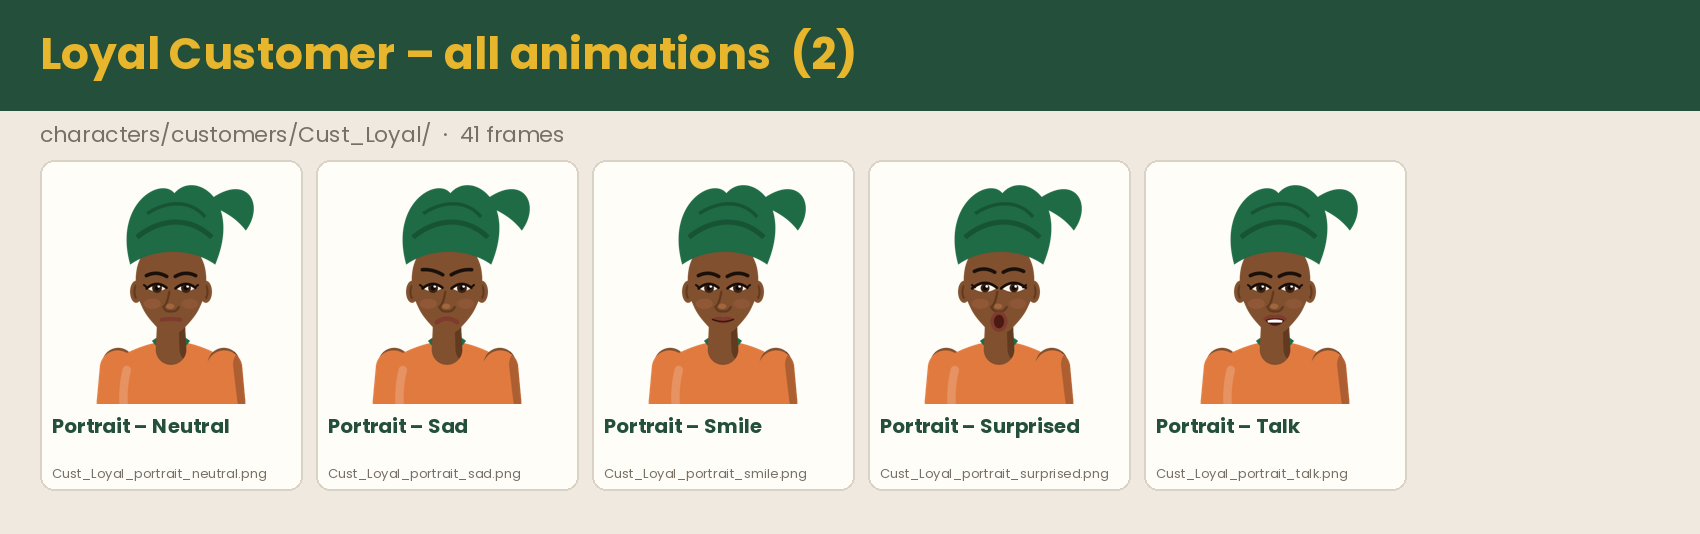 Loyal Customer – all animations (2)
characters/customers/Cust_Loyal/ · 41 frames
Portrait – Neutral
Cust_Loyal_portrait_neutral.png
Portrait – Sad
Cust_Loyal_portrait_sad.png
Portrait – Smile
Cust_Loyal_portrait_smile.png
Portrait – Surprised
Cust_Loyal_portrait_surprised.png
Portrait – Talk
Cust_Loyal_portrait_talk.png